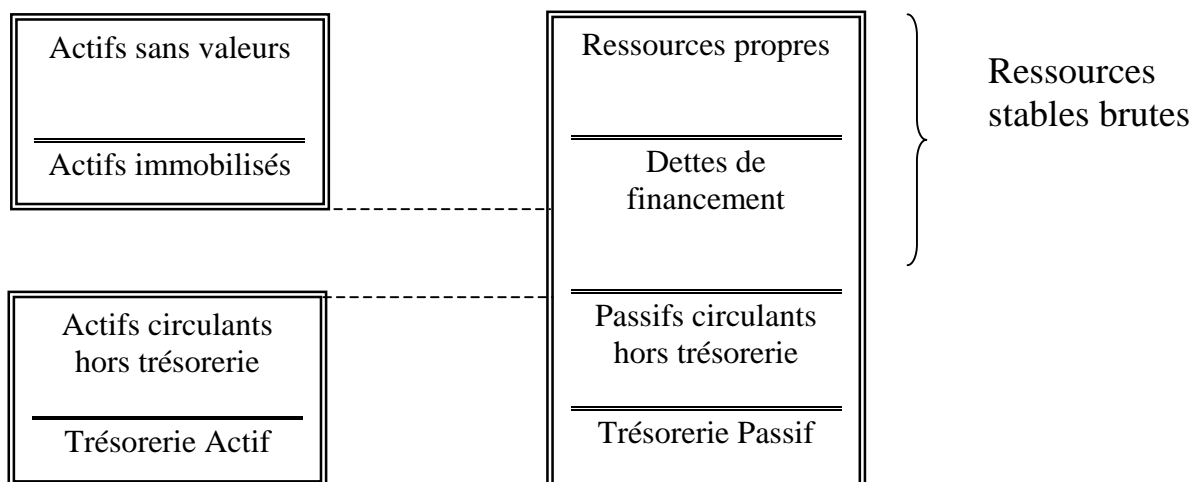 Actifs sans valeurs
Actifs immobilisés
Actifs circulants
hors trésorerie
Trésorerie Actif
Ressources propres
Dettes de
financement
Passifs circulants
hors trésorerie
Trésorerie Passif
Ressources
stables brutes